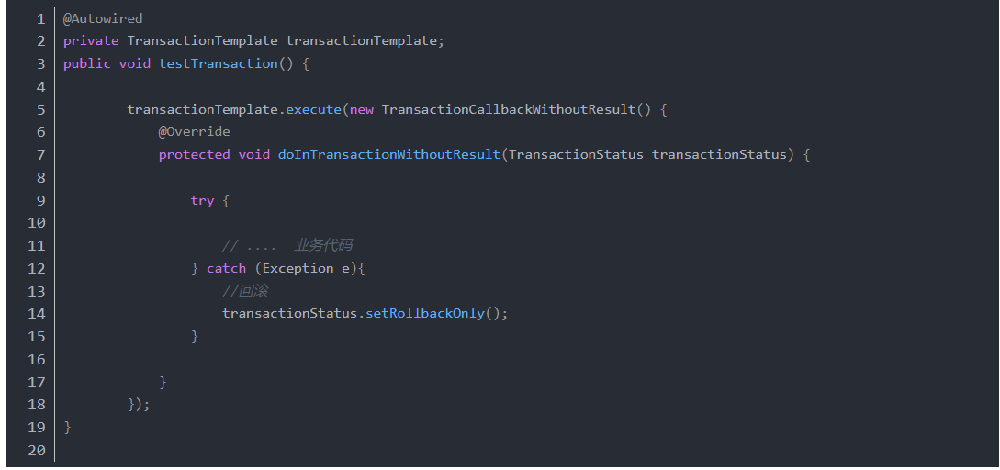 1 @Autowired
2 private TransactionTemplate transactionTemplate;
3 public void testTransaction() {
4
5         transactionTemplate.execute(new TransactionCallbackWithoutResult() {
6             @Override
7             protected void doInTransactionWithoutResult(TransactionStatus transactionStatus) {
8
9                 try {
10
11                     // ....  业务代码
12                 } catch (Exception e){
13                     //回滚
14                     transactionStatus.setRollbackOnly();
15                 }
16
17             }
18         });
19 }
20